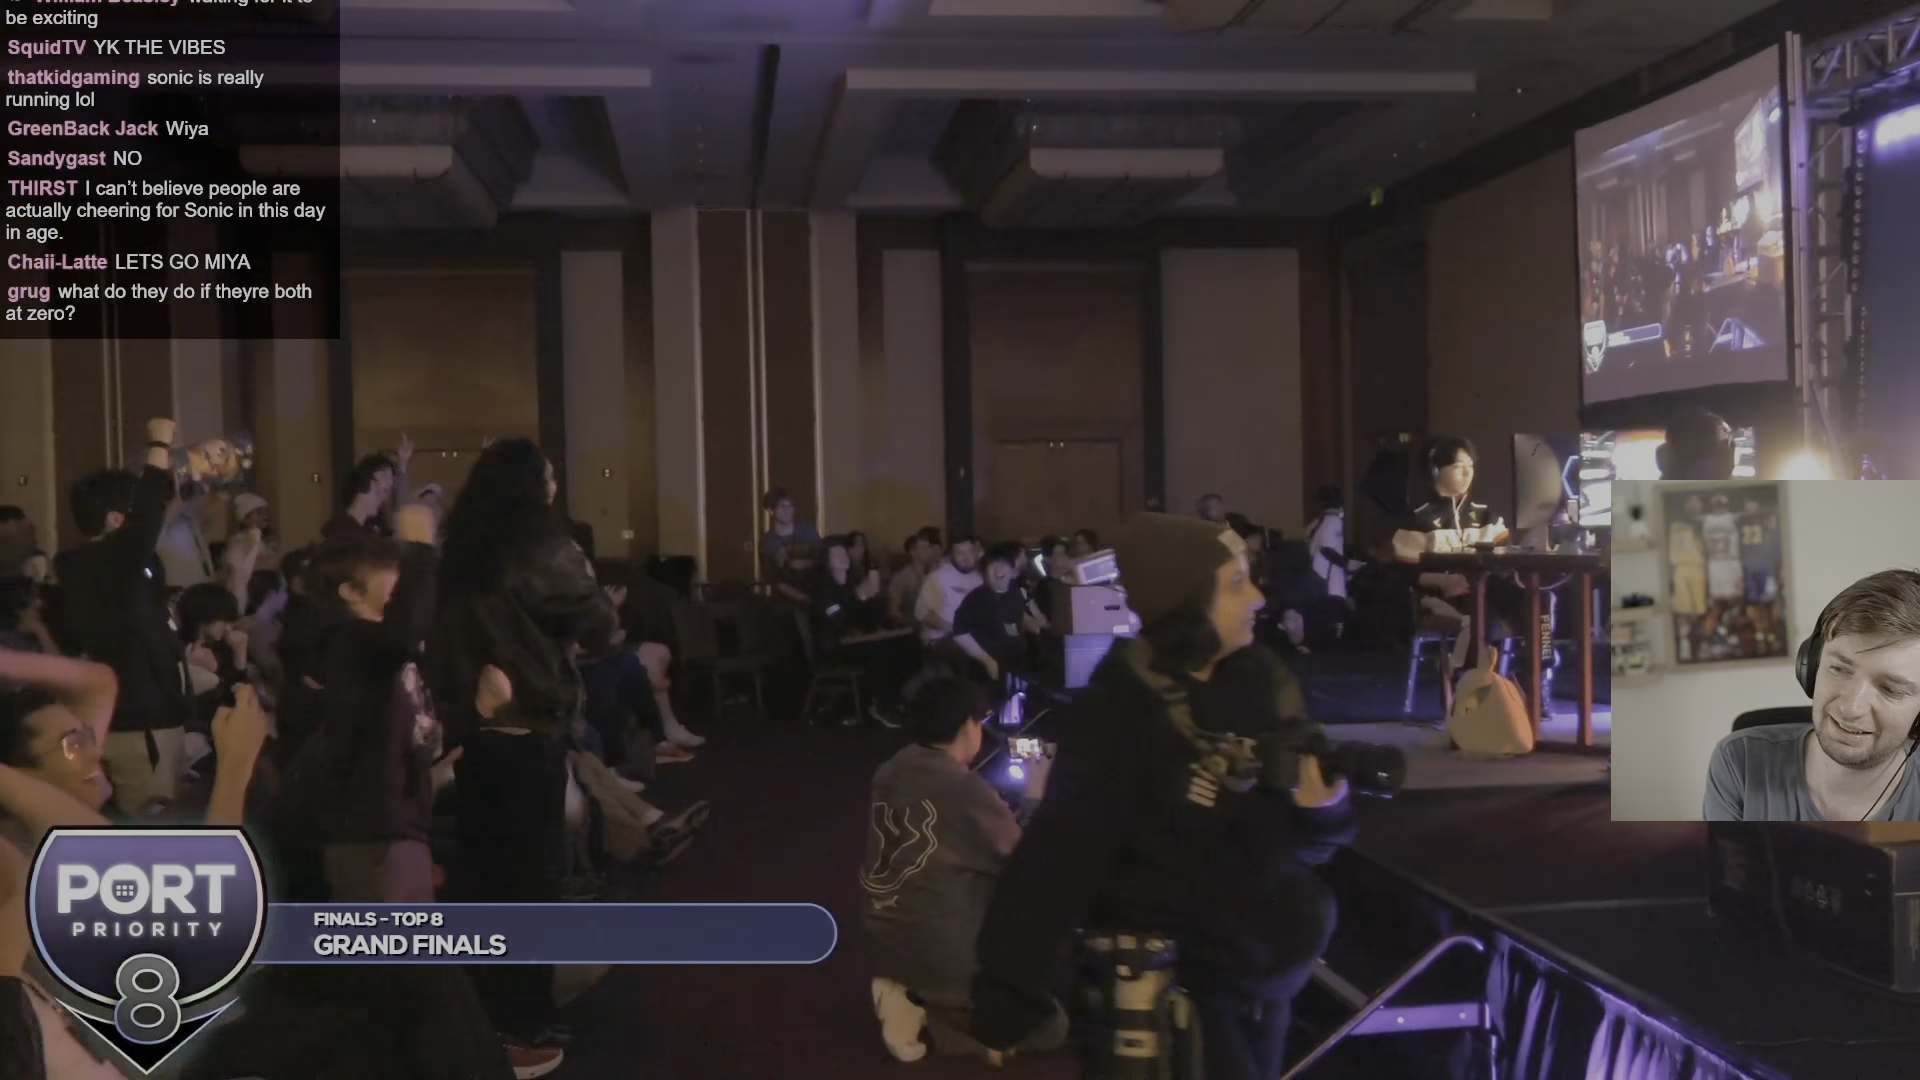 be exciting
SquidTV YK THE VIBES
thatkidgaming sonic is really
running lol
GreenBack Jack Wiya
Sandygast NO
THIRST I can’t believe people are
actually cheering for Sonic in this day
in age.
Chaii-Latte LETS GO MIYA
grug what do they do if theyre both
at zero?
FENNEL
PORT
PRIORITY
8
FINALS – TOP 8
GRAND FINALS